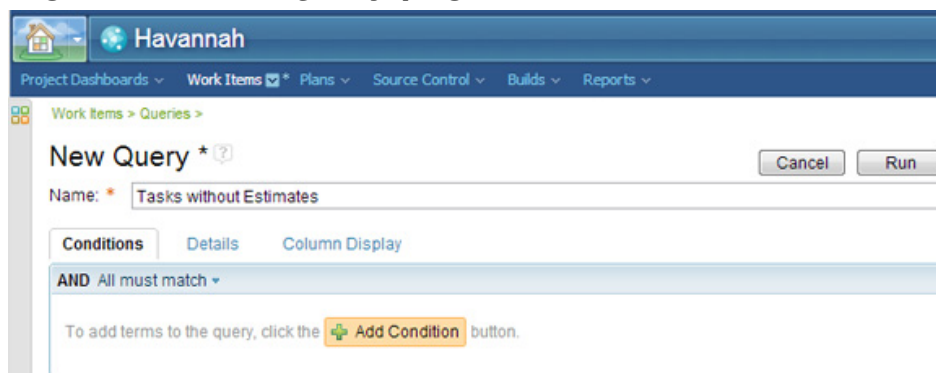 Havannah
Project Dashboards Work Items * Plans Source Control Builds Reports
Work Items > Queries >
New Query * ?
Cancel Run
Name: * Tasks without Estimates
Conditions Details Column Display
AND All must match
To add terms to the query, click the Add Condition button.